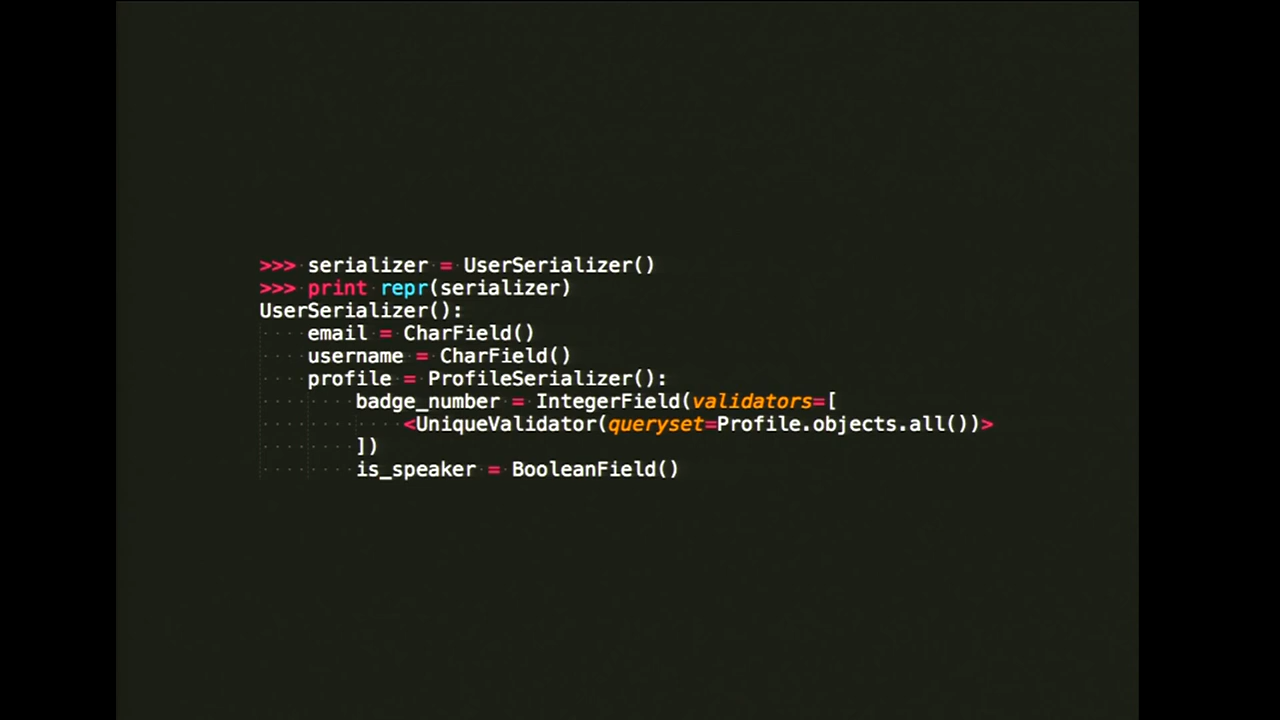 >>> serializer = UserSerializer()
>>> print repr(serializer)
UserSerializer():
    email = CharField()
    username = CharField()
    profile = ProfileSerializer():
        badge_number = IntegerField(validators=[
            <UniqueValidator(queryset=Profile.objects.all())>
        ])
        is_speaker = BooleanField()